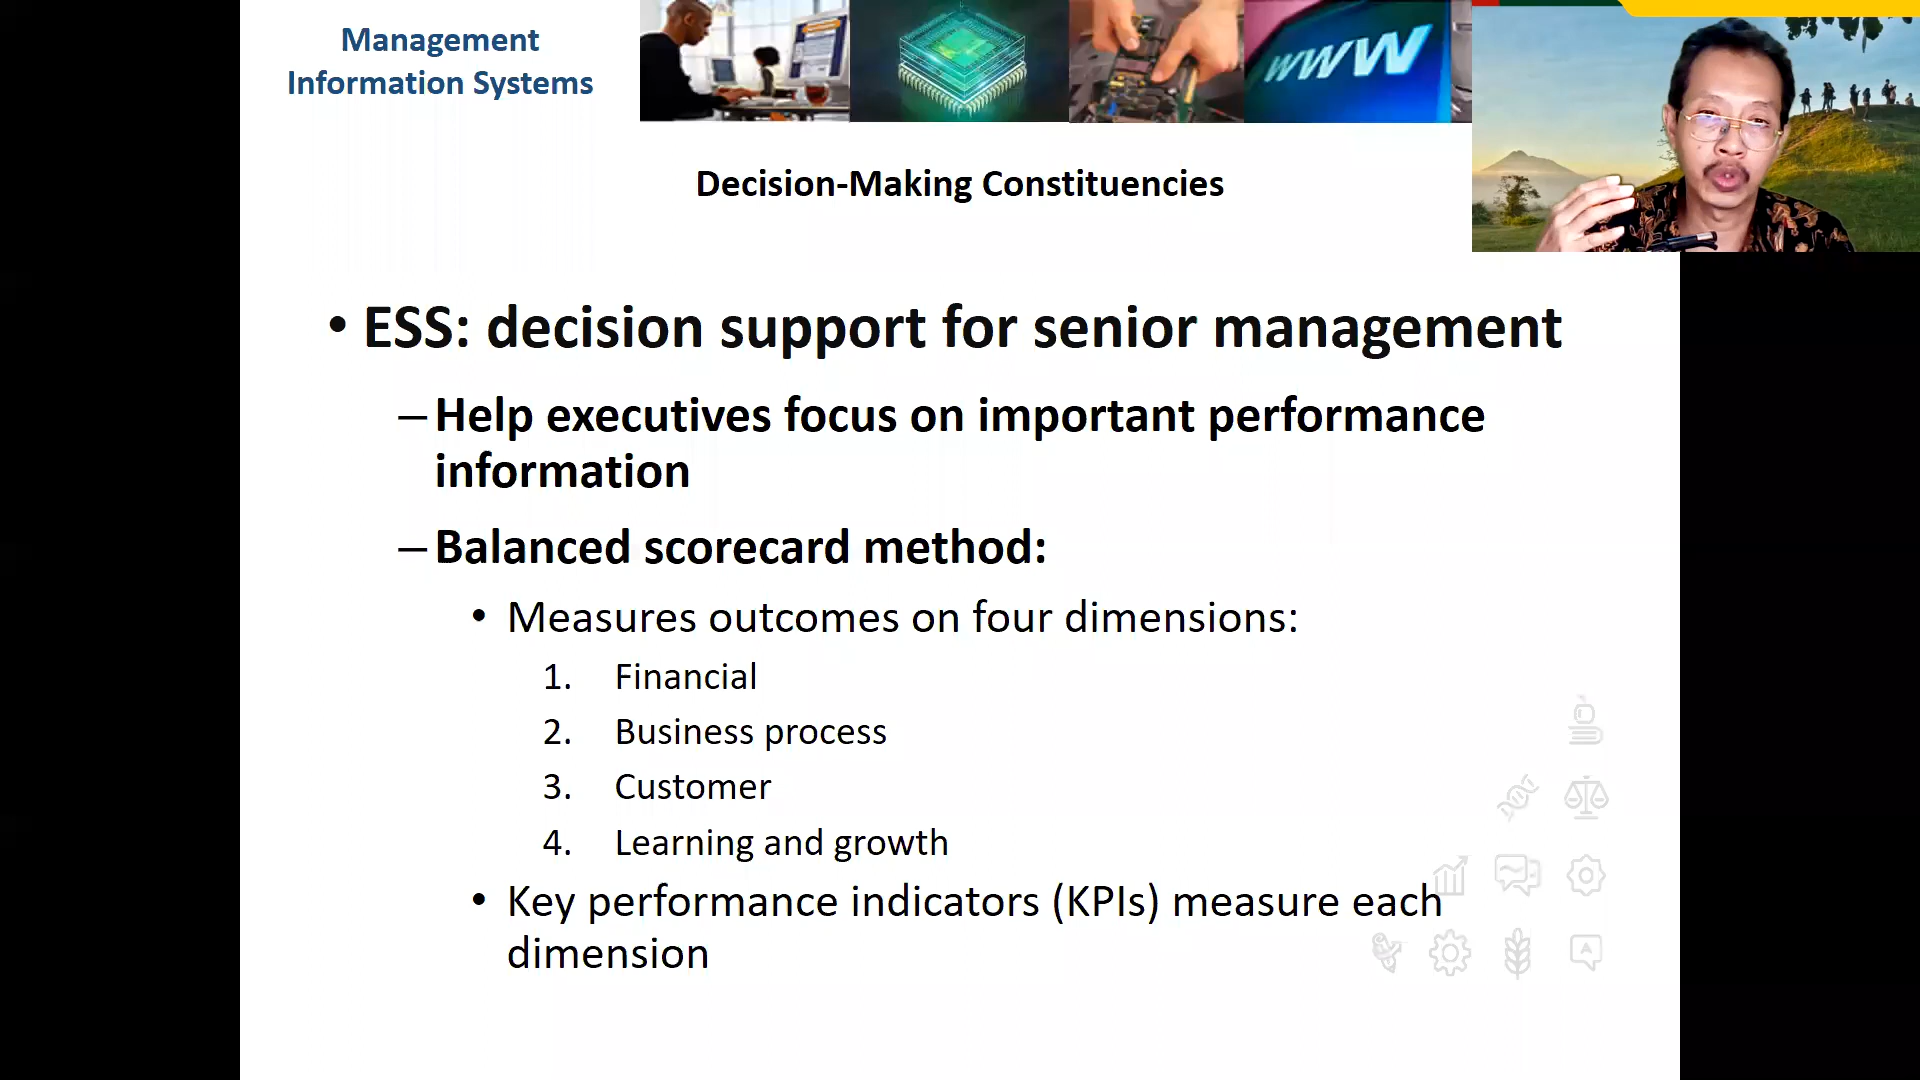 Management
Information Systems
www
Decision-Making Constituencies
• ESS: decision support for senior management
– Help executives focus on important performance
information
– Balanced scorecard method:
• Measures outcomes on four dimensions:
1. Financial
2. Business process
3. Customer
4. Learning and growth
• Key performance indicators (KPIs) measure each
dimension
A